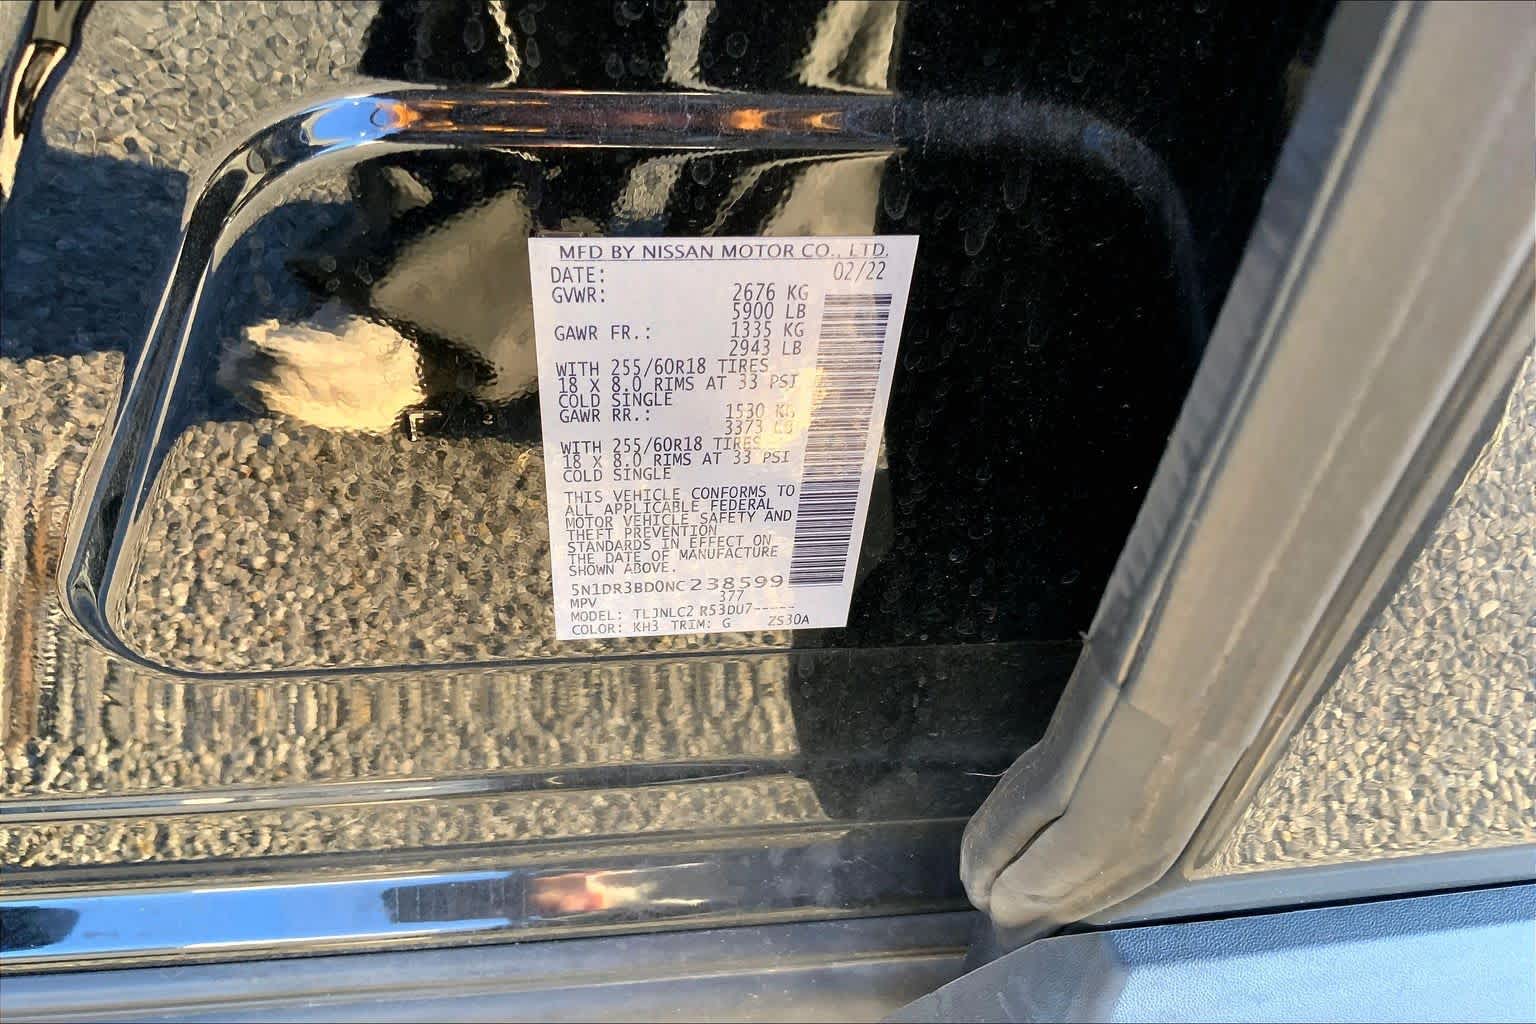 MFD BY NISSAN MOTOR CO., LTD.
DATE: 02/22
GVWR: 2676 KG
5900 LB
GAWR FR.: 1335 KG
2943 LB
WITH 255/60R18 TIRES
18 X 8.0 RIMS AT 33 PSI
COLD SINGLE
GAWR RR.: 1530 KG
3373 LB
WITH 255/60R18 TIRES
18 X 8.0 RIMS AT 33 PSI
COLD SINGLE
THIS VEHICLE CONFORMS TO
ALL APPLICABLE FEDERAL
MOTOR VEHICLE SAFETY AND
THEFT PREVENTION
STANDARDS IN EFFECT ON
THE DATE OF MANUFACTURE
SHOWN ABOVE.
5N1DR3BD0NC238599
MPV 377
MODEL: TLJNLC2 R53DU7-----
COLOR: KH3 TRIM: G ZS30A